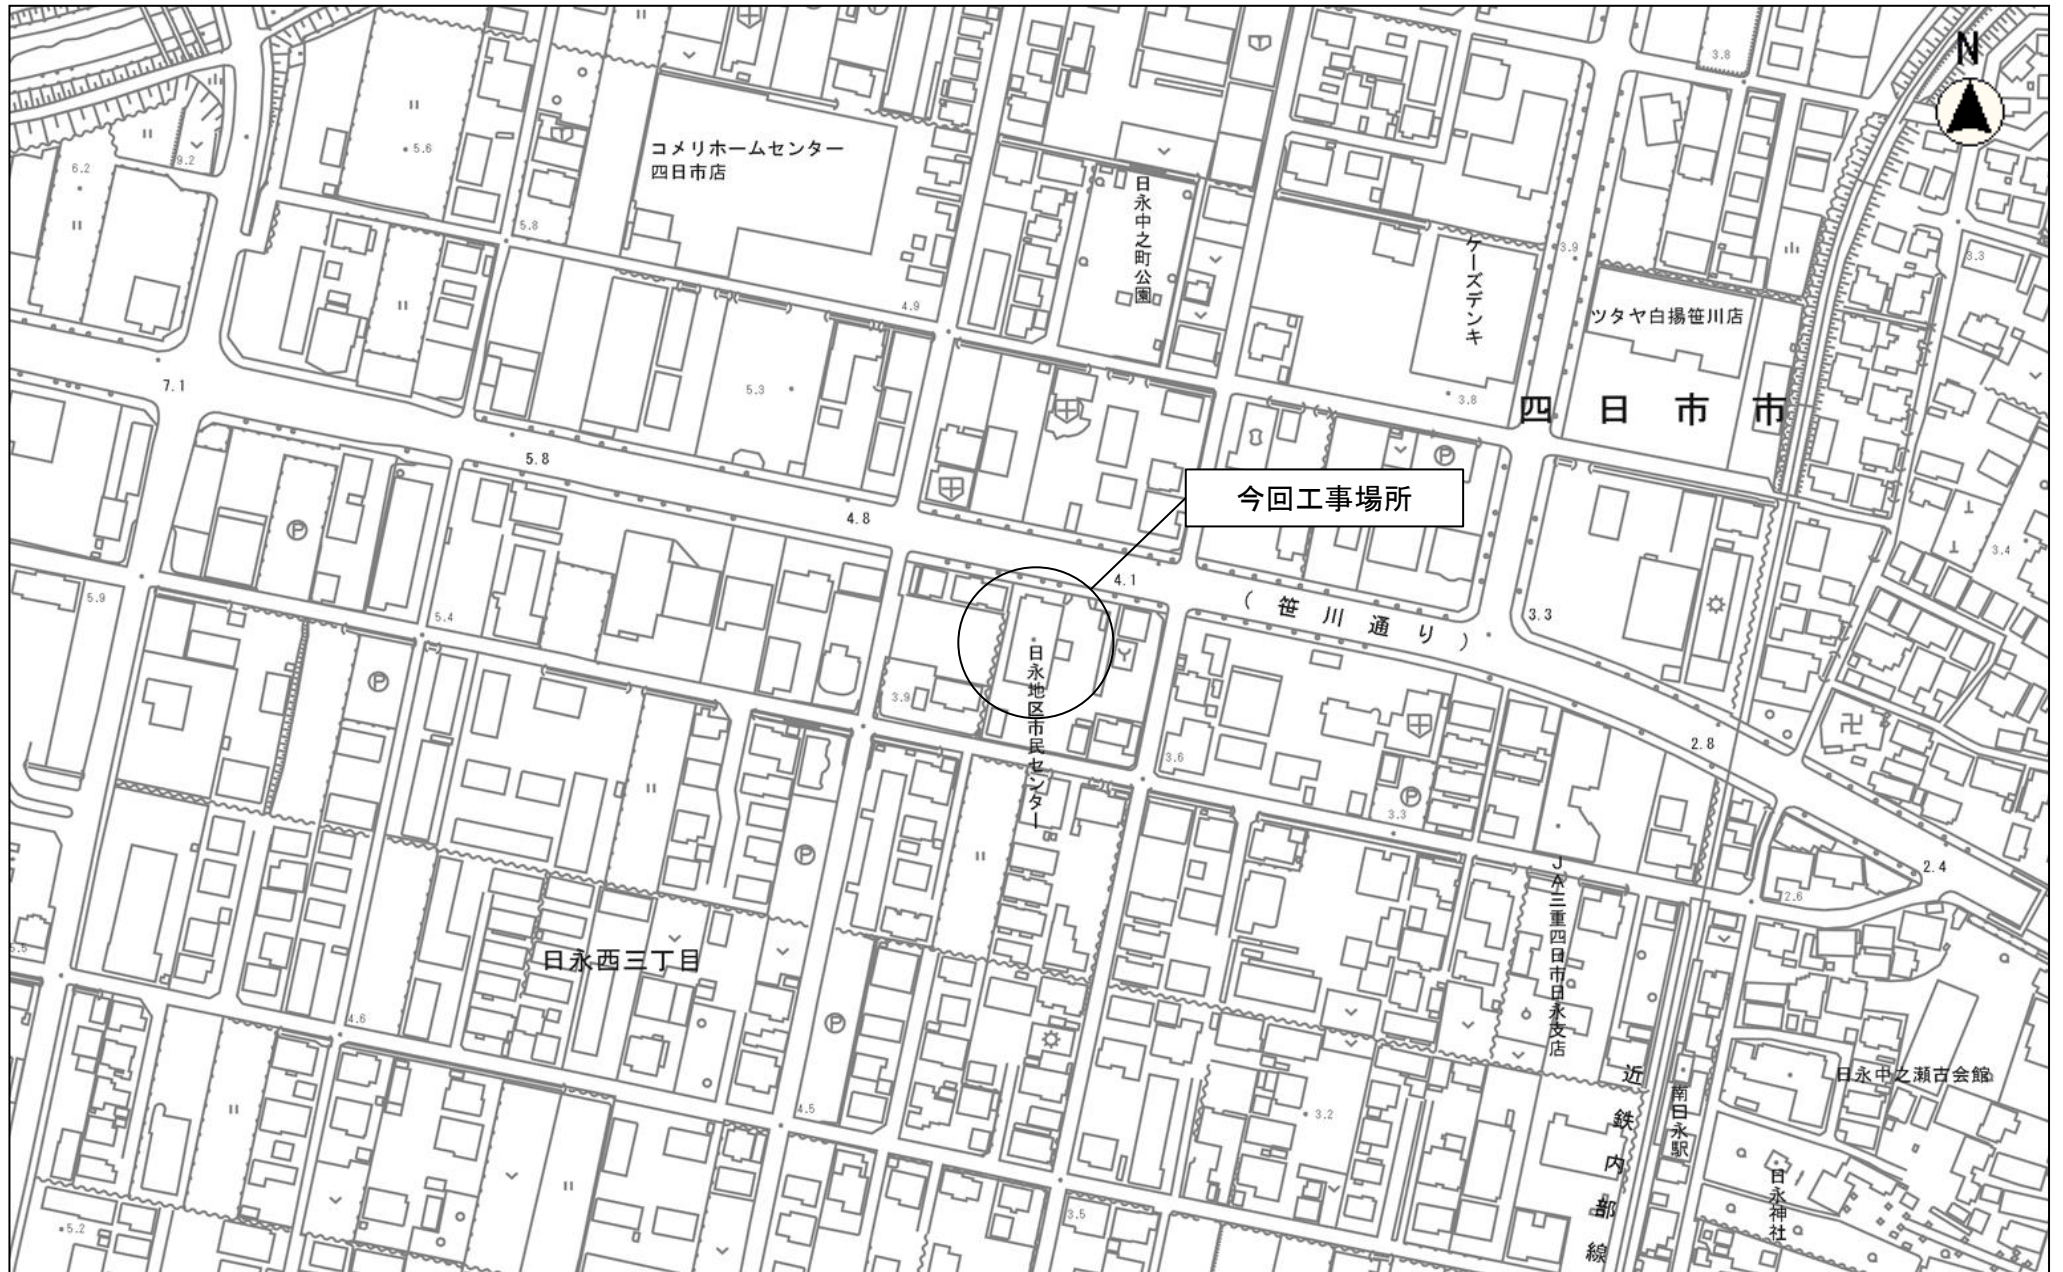 N
3.8
コメリホームセンター
四日市店
5.6
6.2
9.2
日永中之町公園
5.8
ケーズデンキ
3.9
3.3
4.9
ツタヤ白揚笹川店
7.1
5.3
3.8
四日市市
5.8
今回工事場所
4.8
3.4
4.1
(笹川通り)
3.3
5.9
5.4
日永地区市民センター
3.9
2.8
3.6
3.3
2.4
2.6
JA三重四日市日永支店
日永西三丁目
5.5
4.6
近鉄内部線
南日永駅
日永中之瀬古会館
4.5
3.2
日永神社
3.5
5.2